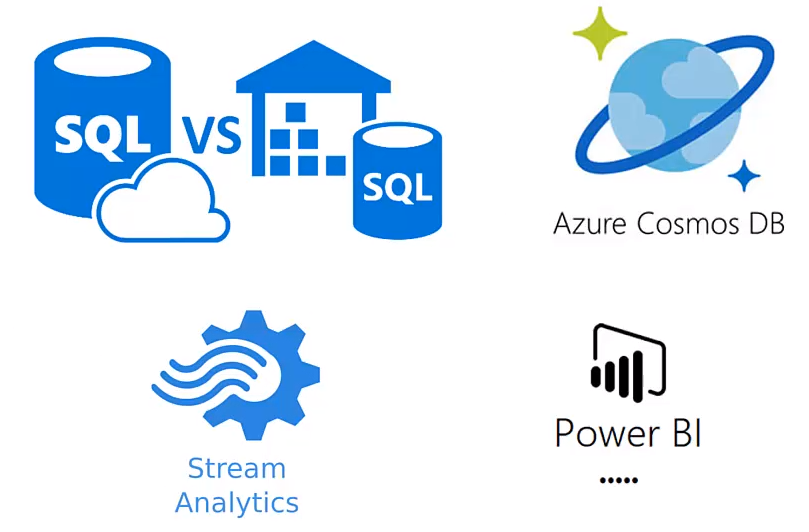 SQL VS SQL
Azure Cosmos DB
Stream
Analytics
Power BI